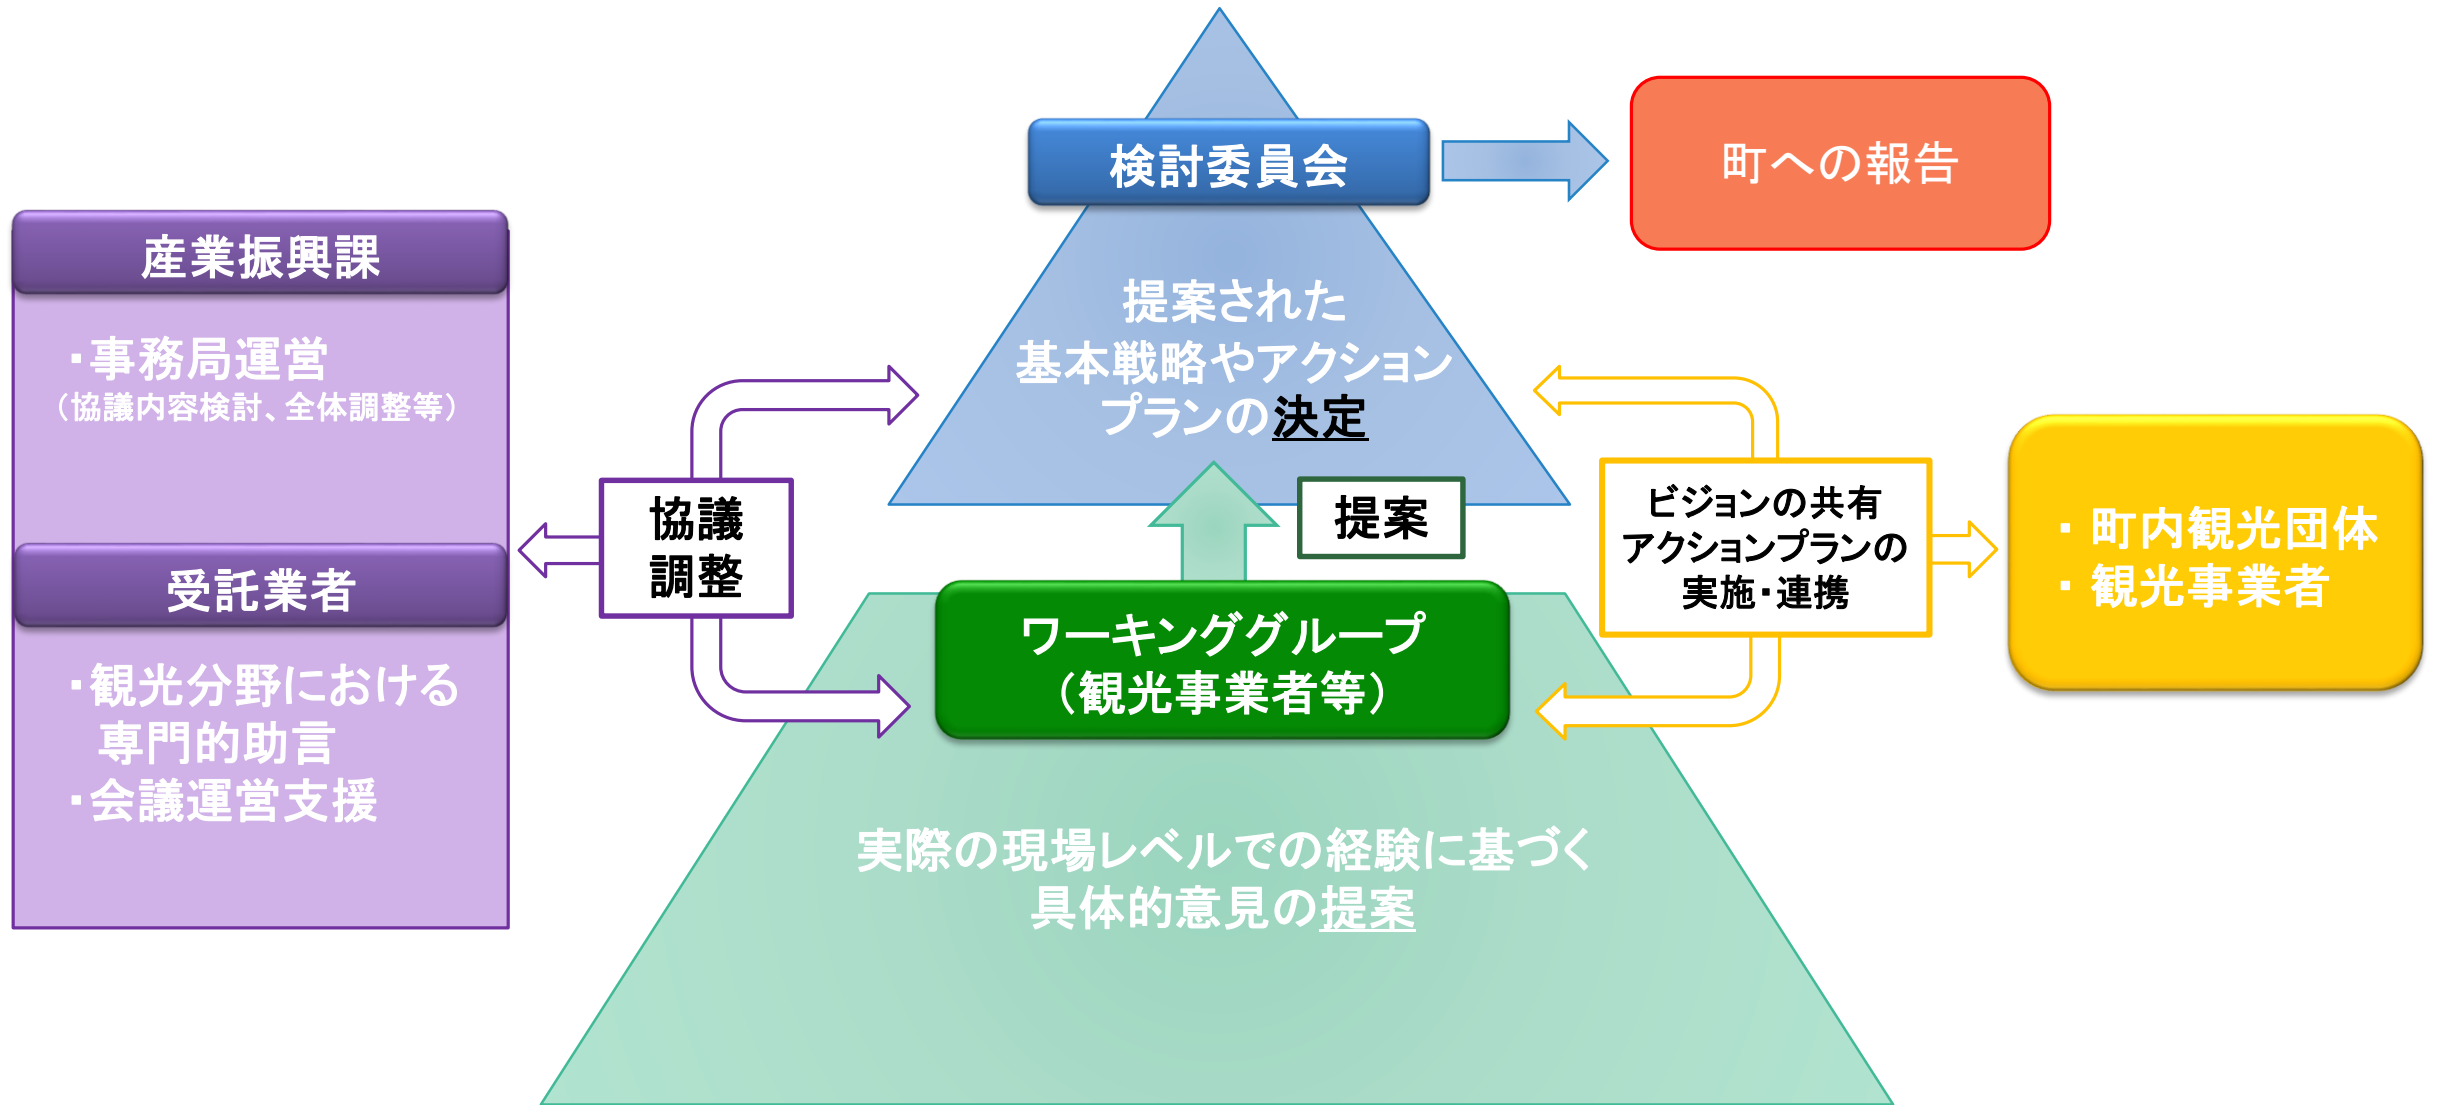 検討委員会
町への報告
提案された
基本戦略やアクション
プランの決定
産業振興課
・事務局運営
（協議内容検討、全体調整等）
受託業者
・観光分野における
専門的助言
・会議運営支援
協議
調整
提案
ビジョンの共有
アクションプランの
実施・連携
・町内観光団体
・観光事業者
ワーキンググループ
（観光事業者等）
実際の現場レベルでの経験に基づく
具体的意見の提案